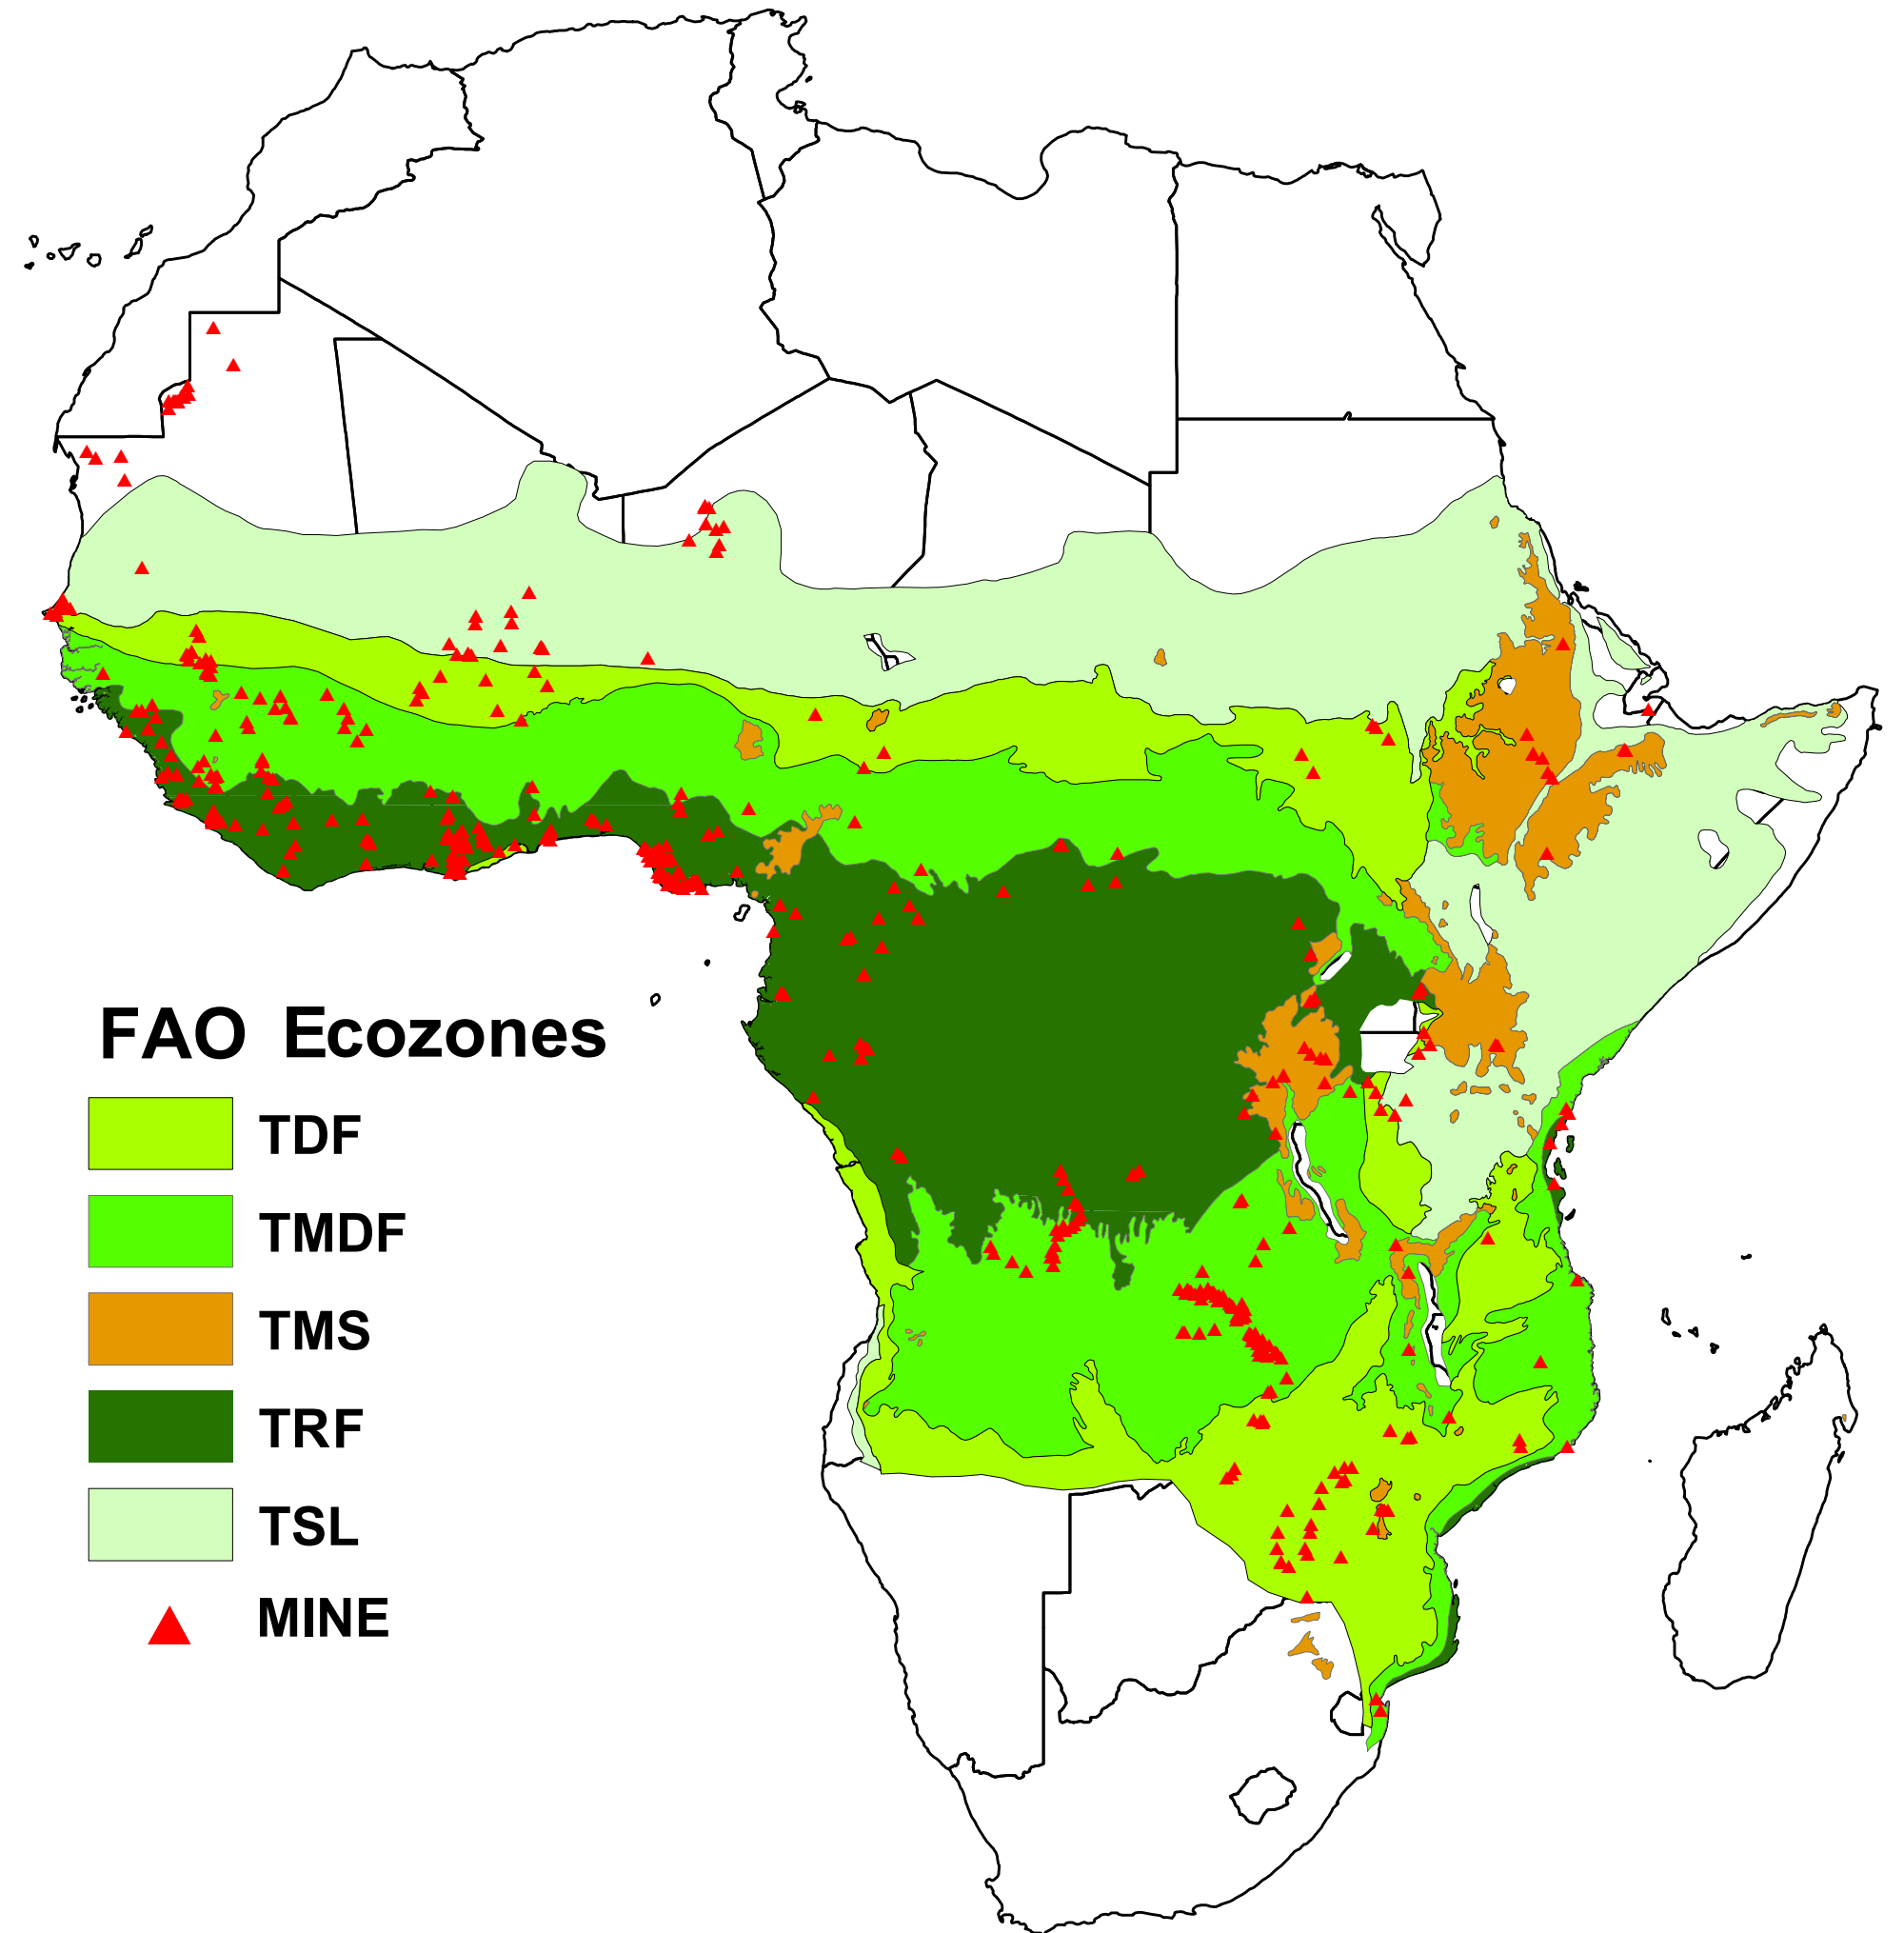 FAO Ecozones
TDF
TMDF
TMS
TRF
TSL
MINE